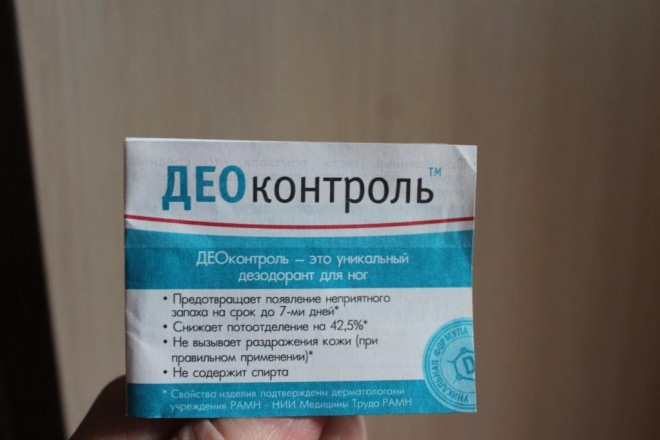 ДЕОконтроль™
ДЕОконтроль – это уникальный
дезодорант для ног
• Предотвращает появление неприятного
запаха на срок до 7-ми дней*
• Снижает потоотделение на 42,5%*
• Не вызывает раздражения кожи (при
правильном применении)*
• Не содержит спирта
УНИКАЛЬНАЯ ФОРМУЛА
D
* Свойства изделия подтверждены дерматологами
учреждения РАМН - НИИ Медицины Труда РАМН